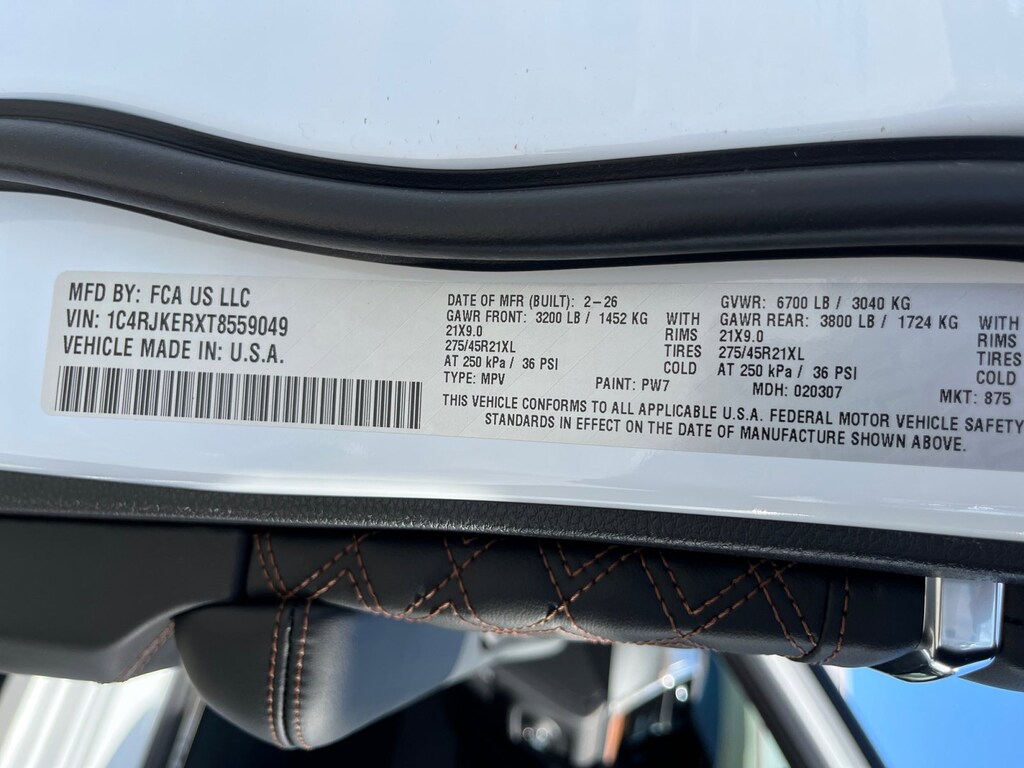 MFD BY: FCA US LLC
VIN: 1C4RJKERXT8559049
VEHICLE MADE IN: U.S.A.
DATE OF MFR (BUILT): 2-26
GAWR FRONT: 3200 LB / 1452 KG WITH
21X9.0 RIMS
275/45R21XL TIRES
AT 250 kPa / 36 PSI COLD
TYPE: MPV PAINT: PW7
GVWR: 6700 LB / 3040 KG
GAWR REAR: 3800 LB / 1724 KG WITH
21X9.0 RIMS
275/45R21XL TIRES
AT 250 kPa / 36 PSI COLD
MDH: 020307 MKT: 875
THIS VEHICLE CONFORMS TO ALL APPLICABLE U.S.A. FEDERAL MOTOR VEHICLE SAFETY
STANDARDS IN EFFECT ON THE DATE OF MANUFACTURE SHOWN ABOVE.